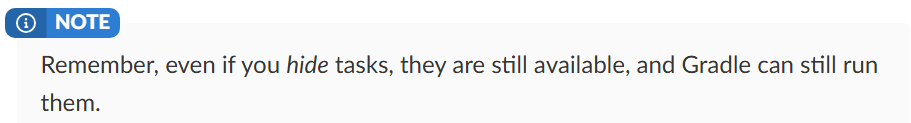 NOTE
Remember, even if you hide tasks, they are still available, and Gradle can still run
them.